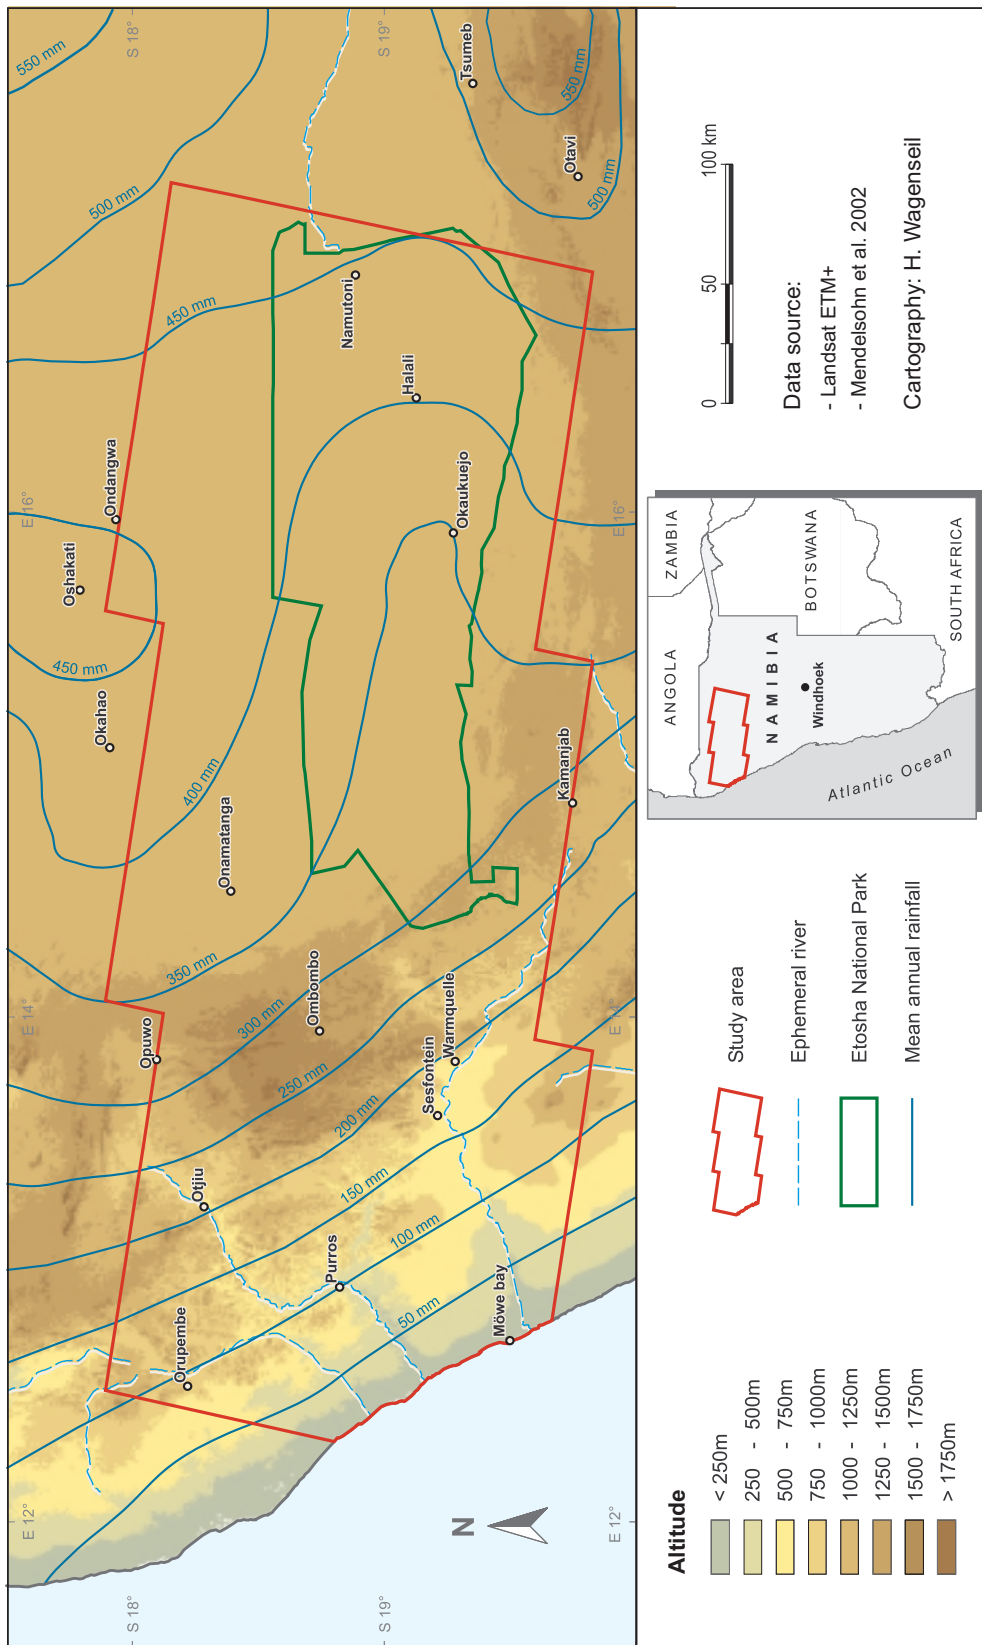 S 18°
S 19°
550 mm
500 mm
450 mm
Tsumeb
550 mm
Otavi
500 mm
Namutoni
Halali
E 16°
Ondangwa
Oshakati
450 mm
Okahao
400 mm
Onamatanga
Okaukuejo
E 16°
Kamanjab
350 mm
E 14°
Opuwo
Ombombo
300 mm
250 mm
200 mm
150 mm
100 mm
50 mm
Sesfontein
Warmquelle
E 14°
Otjiu
Purros
Orupembe
Möwe bay
E 12°
S 18°
S 19°
N
E 12°
Altitude
< 250m
250 - 500m
500 - 750m
750 - 1000m
1000 - 1250m
1250 - 1500m
1500 - 1750m
> 1750m
Study area
Ephemeral river
Etosha National Park
Mean annual rainfall
ANGOLA
ZAMBIA
NAMIBIA
Windhoek
BOTSWANA
SOUTH AFRICA
Atlantic Ocean
0 50 100 km
Data source:
- Landsat ETM+
- Mendelsohn et al. 2002
Cartography: H. Wagenseil